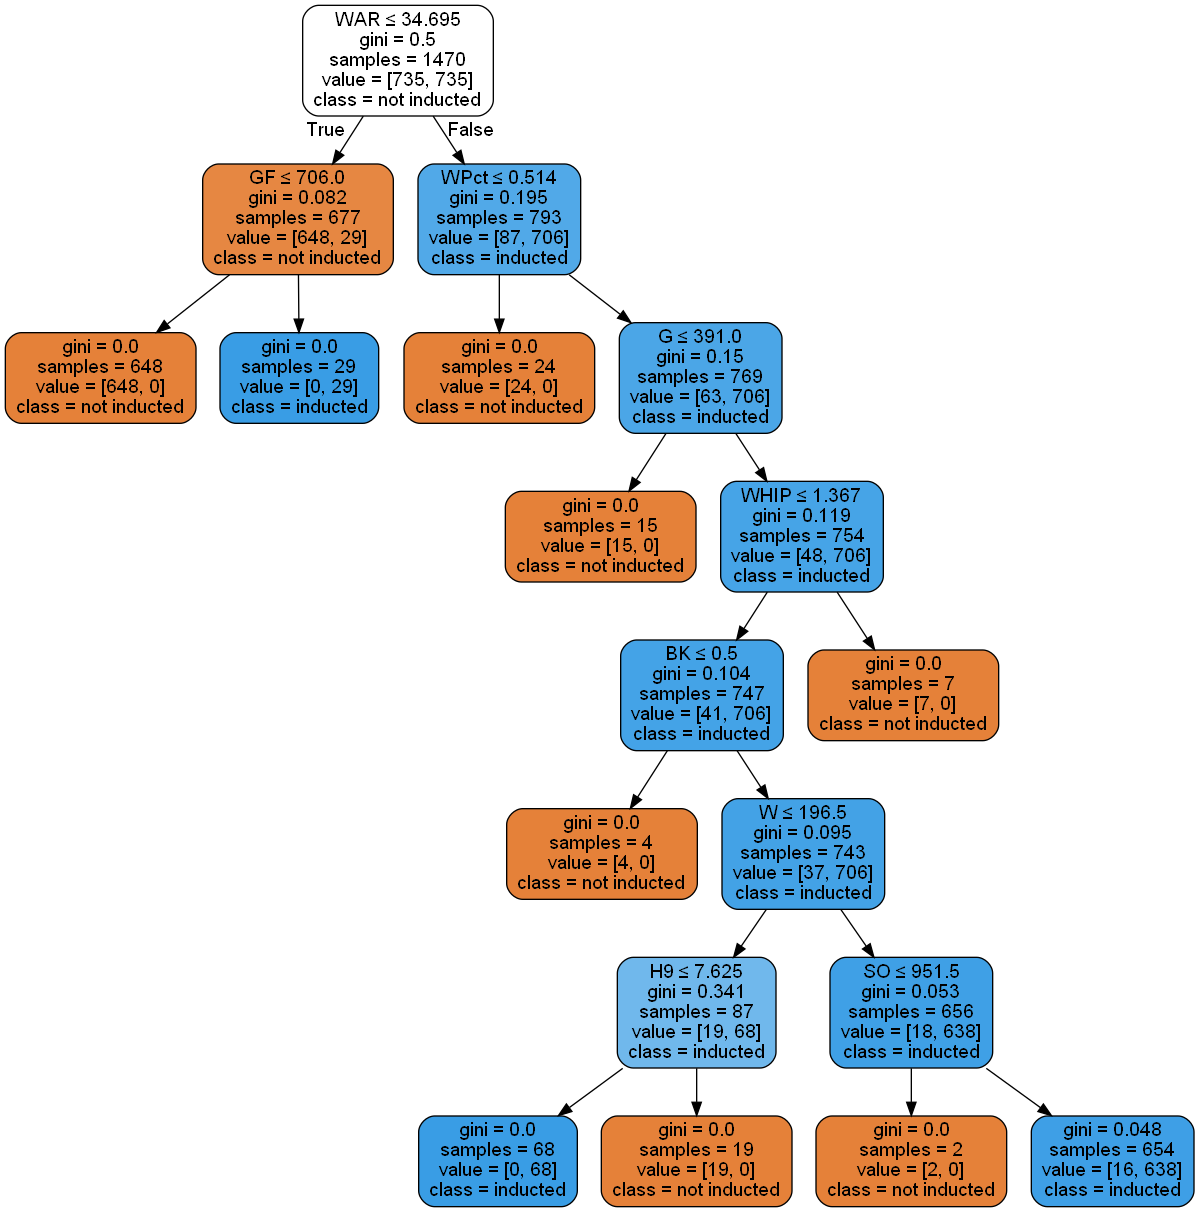 WAR ≤ 34.695
gini = 0.5
samples = 1470
value = [735, 735]
class = not inducted
True
False
GF ≤ 706.0
gini = 0.082
samples = 677
value = [648, 29]
class = not inducted
WPct ≤ 0.514
gini = 0.195
samples = 793
value = [87, 706]
class = inducted
gini = 0.0
samples = 648
value = [648, 0]
class = not inducted
gini = 0.0
samples = 29
value = [0, 29]
class = inducted
gini = 0.0
samples = 24
value = [24, 0]
class = not inducted
G ≤ 391.0
gini = 0.15
samples = 769
value = [63, 706]
class = inducted
gini = 0.0
samples = 15
value = [15, 0]
class = not inducted
WHIP ≤ 1.367
gini = 0.119
samples = 754
value = [48, 706]
class = inducted
BK ≤ 0.5
gini = 0.104
samples = 747
value = [41, 706]
class = inducted
gini = 0.0
samples = 7
value = [7, 0]
class = not inducted
gini = 0.0
samples = 4
value = [4, 0]
class = not inducted
W ≤ 196.5
gini = 0.095
samples = 743
value = [37, 706]
class = inducted
H9 ≤ 7.625
gini = 0.341
samples = 87
value = [19, 68]
class = inducted
SO ≤ 951.5
gini = 0.053
samples = 656
value = [18, 638]
class = inducted
gini = 0.0
samples = 68
value = [0, 68]
class = inducted
gini = 0.0
samples = 19
value = [19, 0]
class = not inducted
gini = 0.0
samples = 2
value = [2, 0]
class = not inducted
gini = 0.048
samples = 654
value = [16, 638]
class = inducted